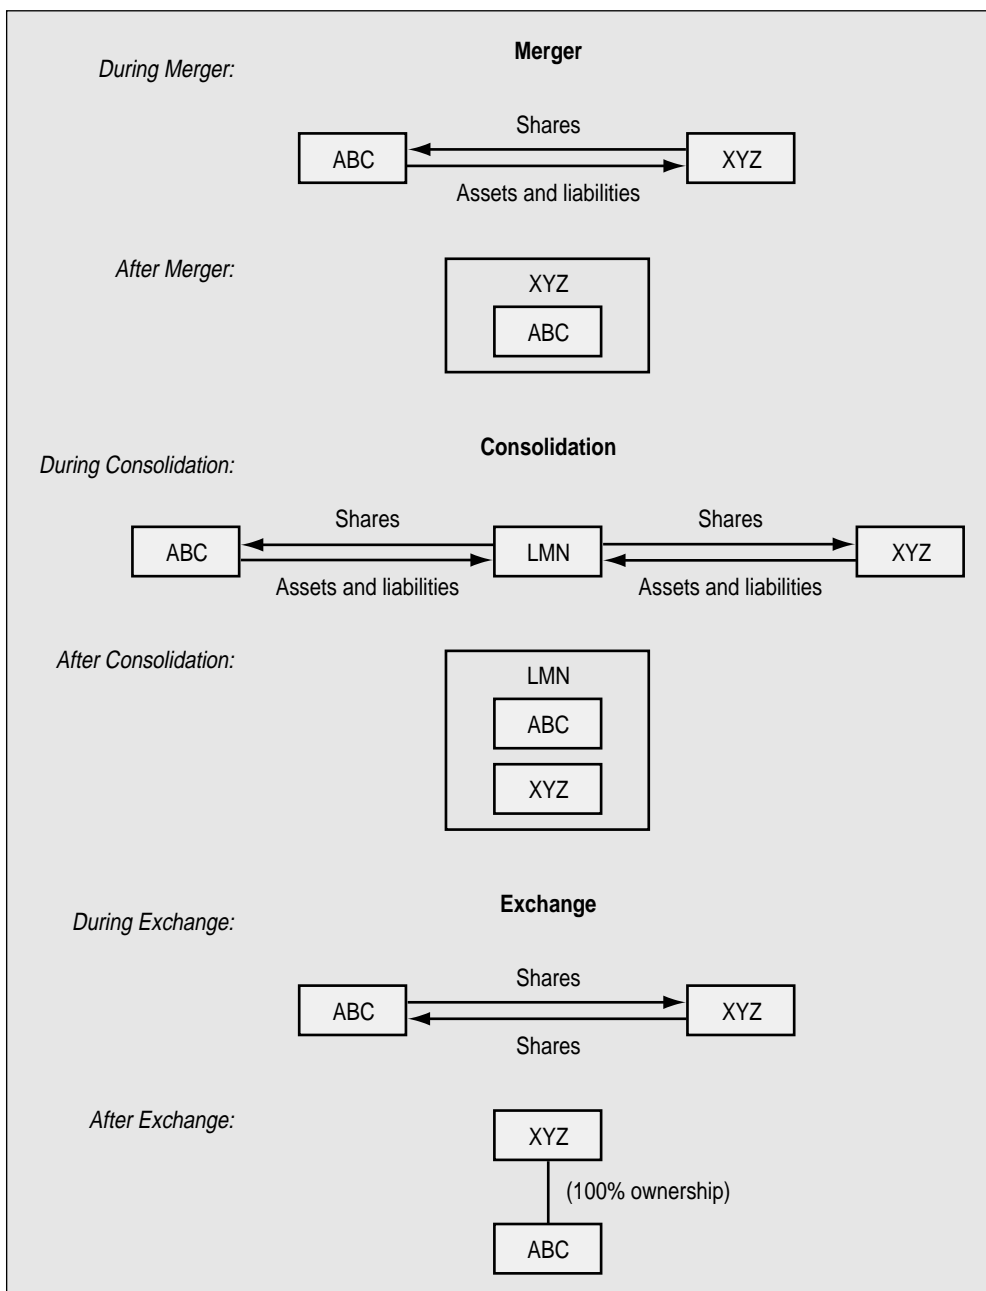 Merger
During Merger:
Shares
ABC
XYZ
Assets and liabilities
After Merger:
XYZ
ABC
Consolidation
During Consolidation:
Shares
Shares
ABC
LMN
XYZ
Assets and liabilities
Assets and liabilities
After Consolidation:
LMN
ABC
XYZ
Exchange
During Exchange:
Shares
ABC
XYZ
Shares
After Exchange:
XYZ
(100% ownership)
ABC